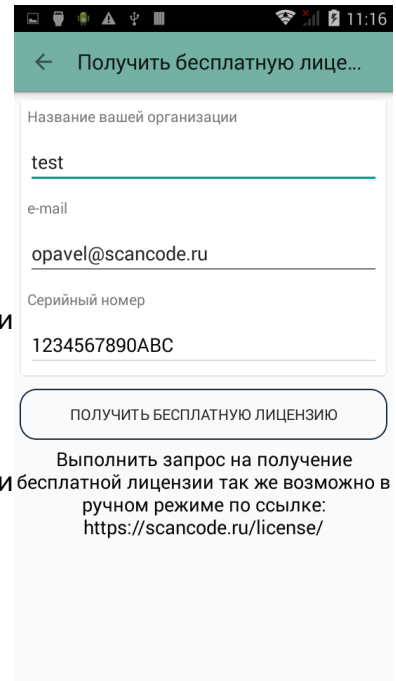 11:16
Получить бесплатную лице...
Название вашей организации
test
e-mail
opavel@scancode.ru
Серийный номер
и
1234567890ABC
ПОЛУЧИТЬ БЕСПЛАТНУЮ ЛИЦЕНЗИЮ
Выполнить запрос на получение
и
бесплатной лицензии так же возможно в
ручном режиме по ссылке:
https://scancode.ru/license/